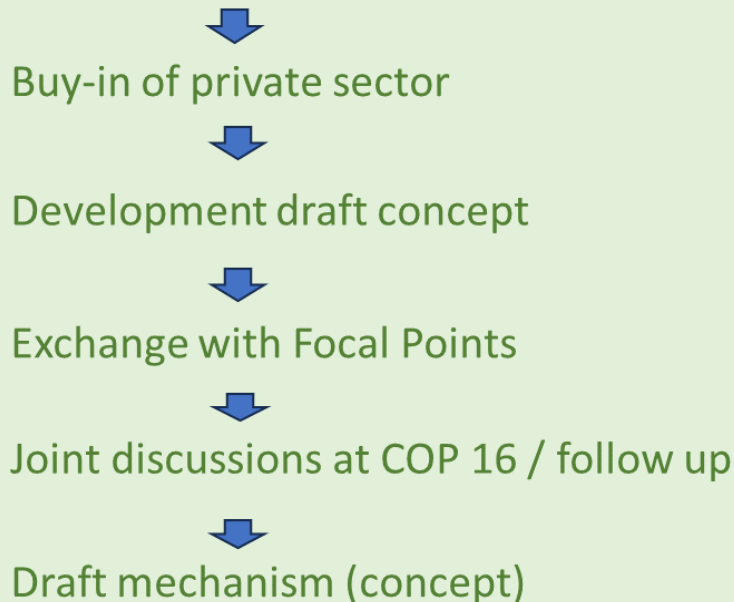 Buy-in of private sector
Development draft concept
Exchange with Focal Points
Joint discussions at COP 16 / follow up
Draft mechanism (concept)